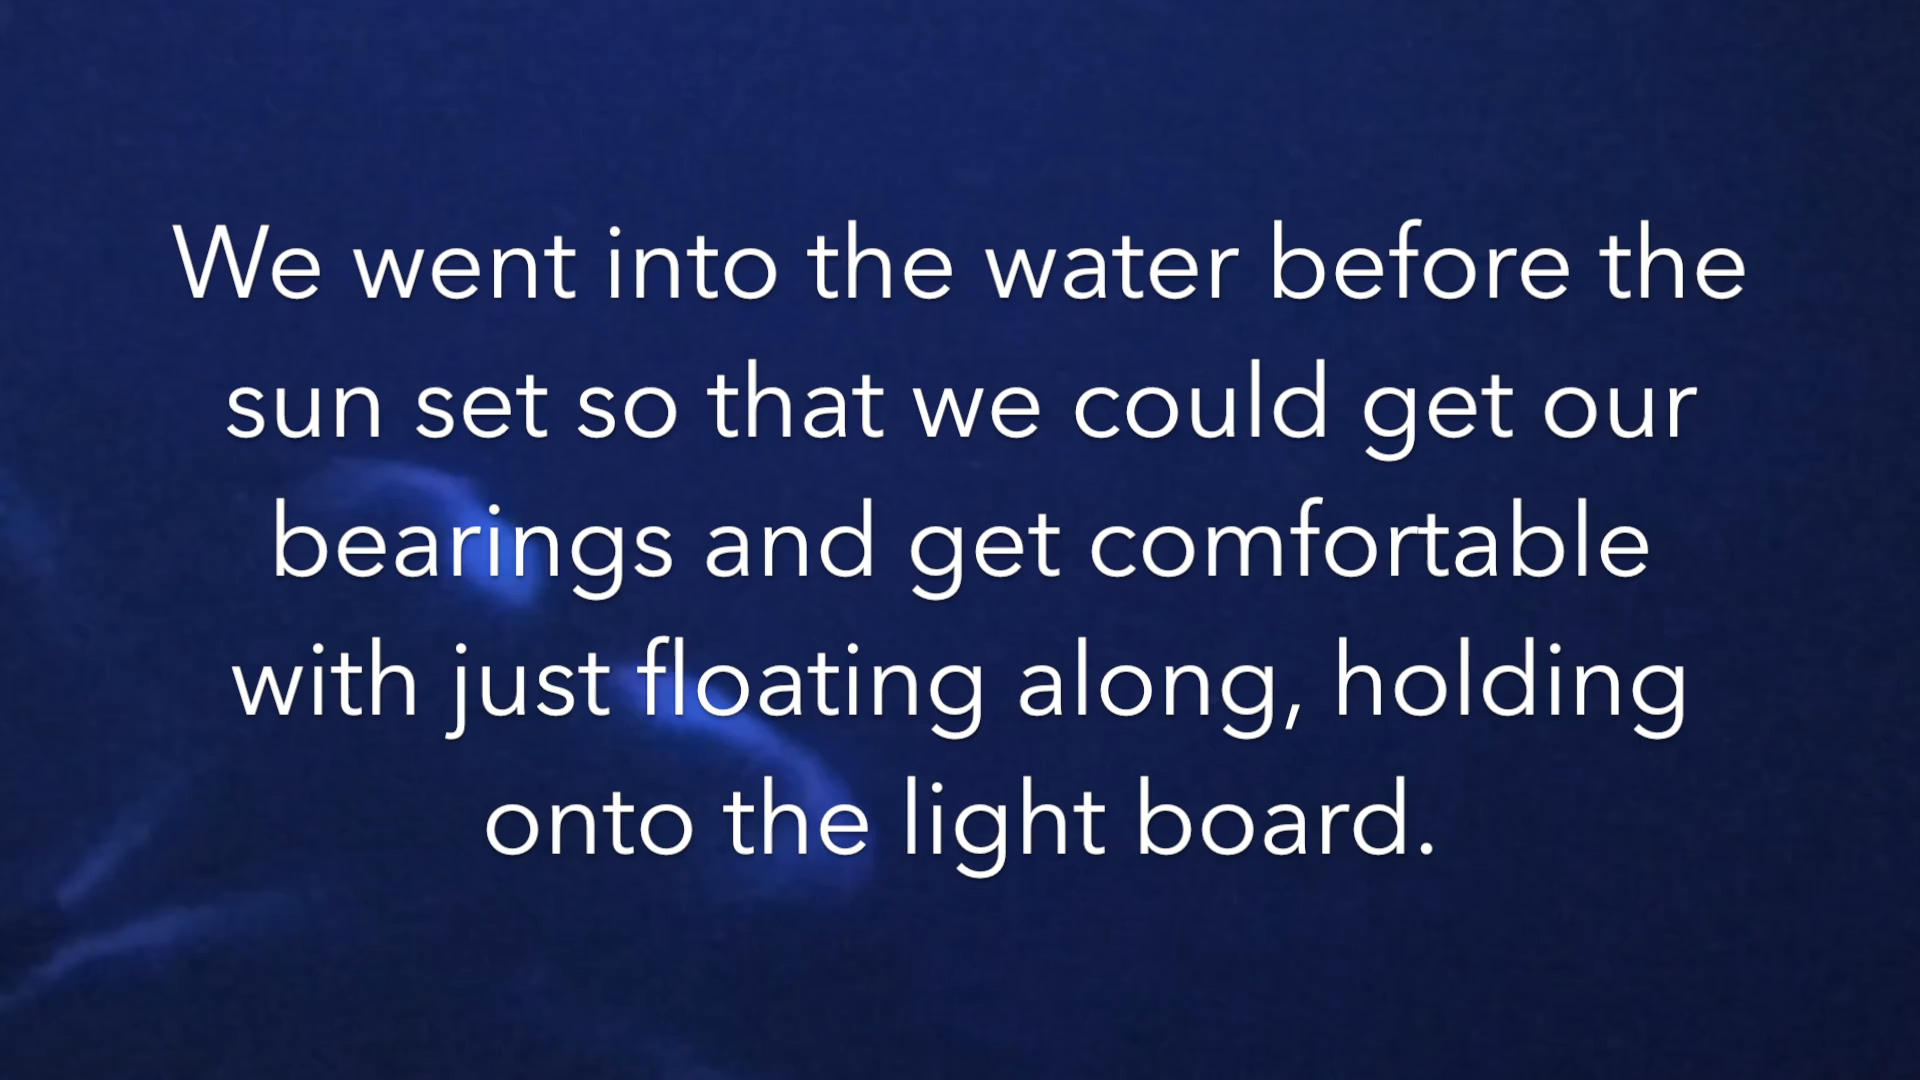 We went into the water before the
sun set so that we could get our
bearings and get comfortable
with just floating along, holding
onto the light board.